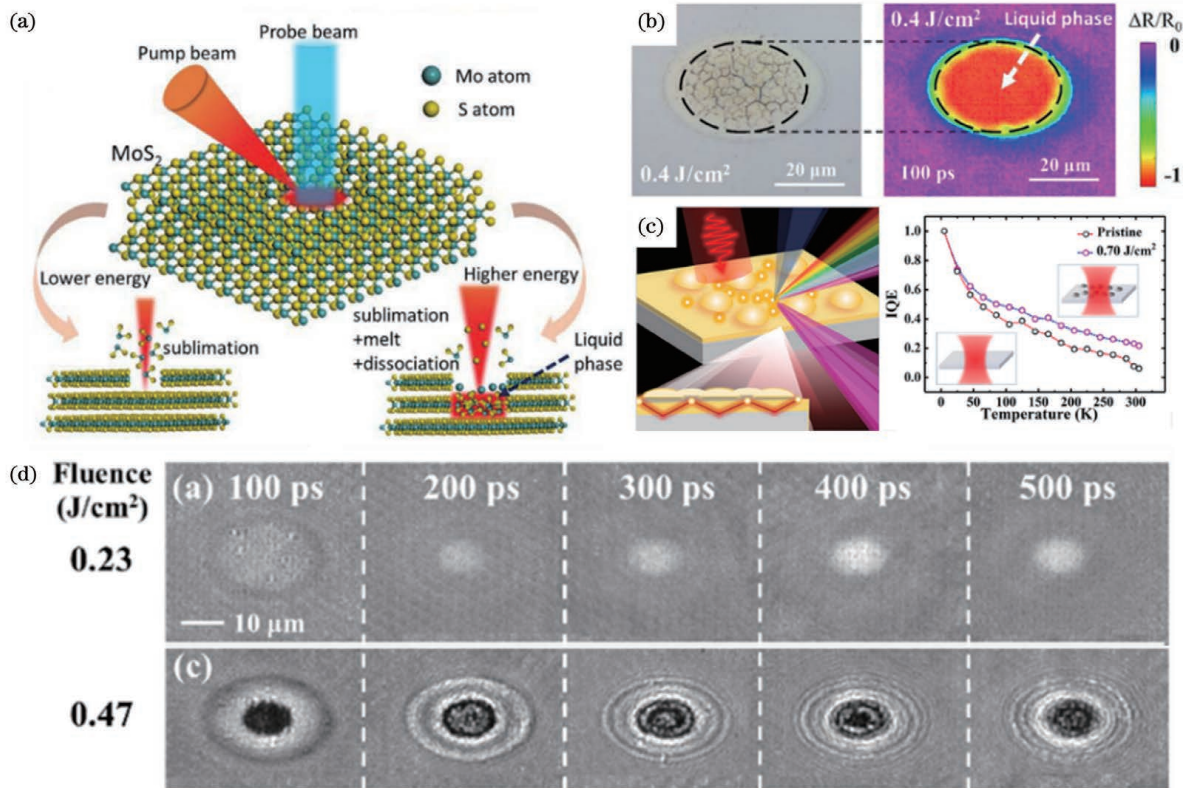 (a)
Probe beam
Pump beam
Mo atom
S atom
MoS2
Lower energy
Higher energy
sublimation
sublimation
+melt
+dissociation
Liquid
phase
(b)
0.4 J/cm2
20 μm
0.4 J/cm2
Liquid phase
100 ps
20 μm
ΔR/R0
0
-1
(c)
IQE
1.0
0.8
0.6
0.4
0.2
0.0
Pristine
0.70 J/cm2
0 50 100 150 200 250 300
Temperature (K)
(d)
Fluence
(J/cm2)
0.23
0.47
(a)
100 ps 200 ps 300 ps 400 ps 500 ps
10 μm
(c)